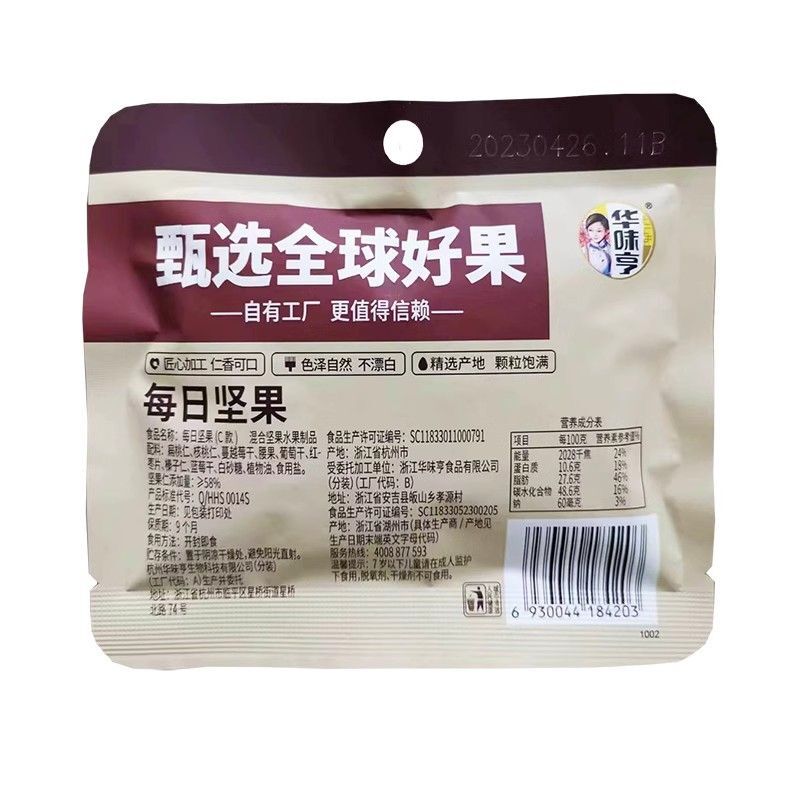 20230426.11B
华味亨
®
甄选全球好果
自有工厂 更值得信赖
匠心加工 仁香可口
色泽自然 不漂白
精选产地 颗粒饱满
每日坚果
食品名称：每日坚果(C款) 混合坚果水果制品
配料：扁桃仁、核桃仁、蔓越莓干、腰果、葡萄干、红
枣片、榛子仁、蓝莓干、白砂糖、植物油、食用盐。
坚果仁添加量：≥58%
产品标准代号：Q/HHS 0014S
生产日期：见包装打印处
保质期：9个月
食用方法：开封即食
贮存条件：置于阴凉干燥处，避免阳光直射。
杭州华味亨生物科技有限公司(分装)
(工厂代码：A)生产并委托
地址：浙江省杭州市临平区星桥街道星桥
北路74号
食品生产许可证编号：SC11833011000791
产地：浙江省杭州市
受委托加工单位：浙江华味亨食品有限公司
(分装)(工厂代码：B)
地址：浙江省安吉县昄山乡孝源村
食品生产许可证编号：SC11833052300205
产地：浙江省湖州市(具体生产商/产地见
生产日期末端英文字母代码)
服务热线：4008 877 593
温馨提示：7岁以下儿童请在成人监护
下食用，脱氧剂、干燥剂不可食用。
营养成分表
项目 每100克 营养素参考值%
能量 2028千焦 24%
蛋白质 10.6克 18%
脂肪 27.6克 46%
碳水化合物 48.6克 16%
钠 60毫克 3%
6 930044 184203
1002